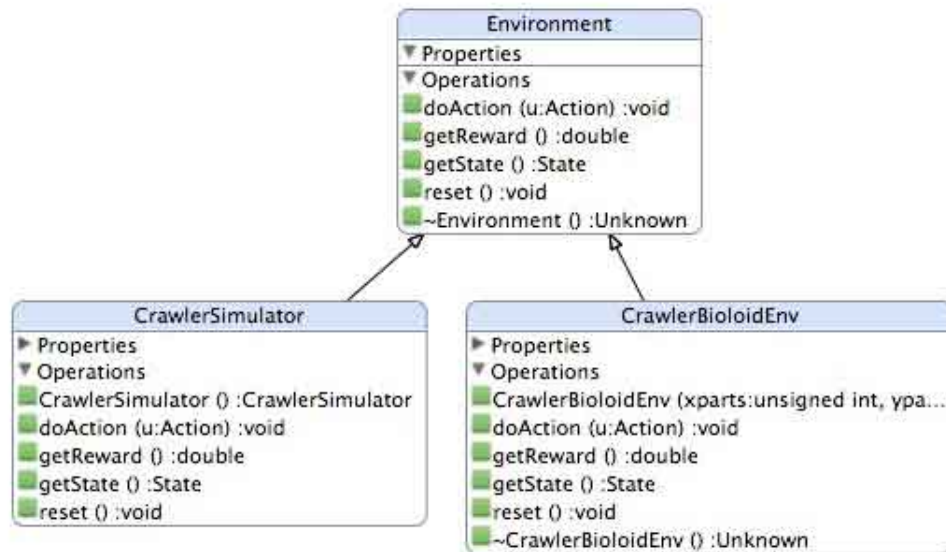 Environment
Properties
Operations
doAction (u:Action) :void
getReward () :double
getState () :State
reset () :void
~Environment () :Unknown
CrawlerSimulator
Properties
Operations
CrawlerSimulator () :CrawlerSimulator
doAction (u:Action) :void
getReward () :double
getState () :State
reset () :void
CrawlerBioloidEnv
Properties
Operations
CrawlerBioloidEnv (xparts:unsigned int, ypa...
doAction (u:Action) :void
getReward () :double
getState () :State
reset () :void
~CrawlerBioloidEnv () :Unknown